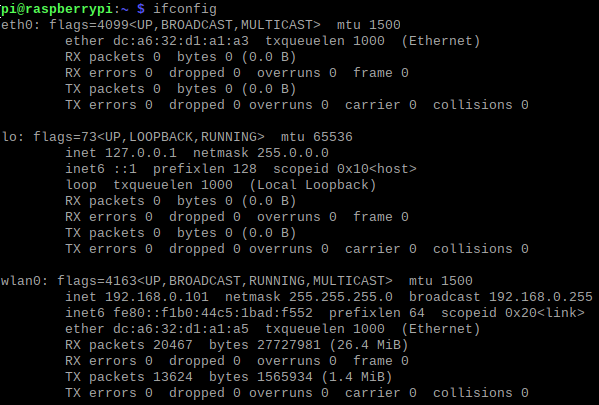 pi@raspberrypi:~ $ ifconfig
eth0: flags=4099<UP,BROADCAST,MULTICAST>  mtu 1500
        ether dc:a6:32:d1:a1:a3  txqueuelen 1000  (Ethernet)
        RX packets 0  bytes 0 (0.0 B)
        RX errors 0  dropped 0  overruns 0  frame 0
        TX packets 0  bytes 0 (0.0 B)
        TX errors 0  dropped 0 overruns 0  carrier 0  collisions 0

lo: flags=73<UP,LOOPBACK,RUNNING>  mtu 65536
        inet 127.0.0.1  netmask 255.0.0.0
        inet6 ::1  prefixlen 128  scopeid 0x10<host>
        loop  txqueuelen 1000  (Local Loopback)
        RX packets 0  bytes 0 (0.0 B)
        RX errors 0  dropped 0  overruns 0  frame 0
        TX packets 0  bytes 0 (0.0 B)
        TX errors 0  dropped 0 overruns 0  carrier 0  collisions 0

wlan0: flags=4163<UP,BROADCAST,RUNNING,MULTICAST>  mtu 1500
        inet 192.168.0.101  netmask 255.255.255.0  broadcast 192.168.0.255
        inet6 fe80::f1b0:44c5:1bad:f552  prefixlen 64  scopeid 0x20<link>
        ether dc:a6:32:d1:a1:a5  txqueuelen 1000  (Ethernet)
        RX packets 20467  bytes 27727981 (26.4 MiB)
        RX errors 0  dropped 0  overruns 0  frame 0
        TX packets 13624  bytes 1565934 (1.4 MiB)
        TX errors 0  dropped 0 overruns 0  carrier 0  collisions 0